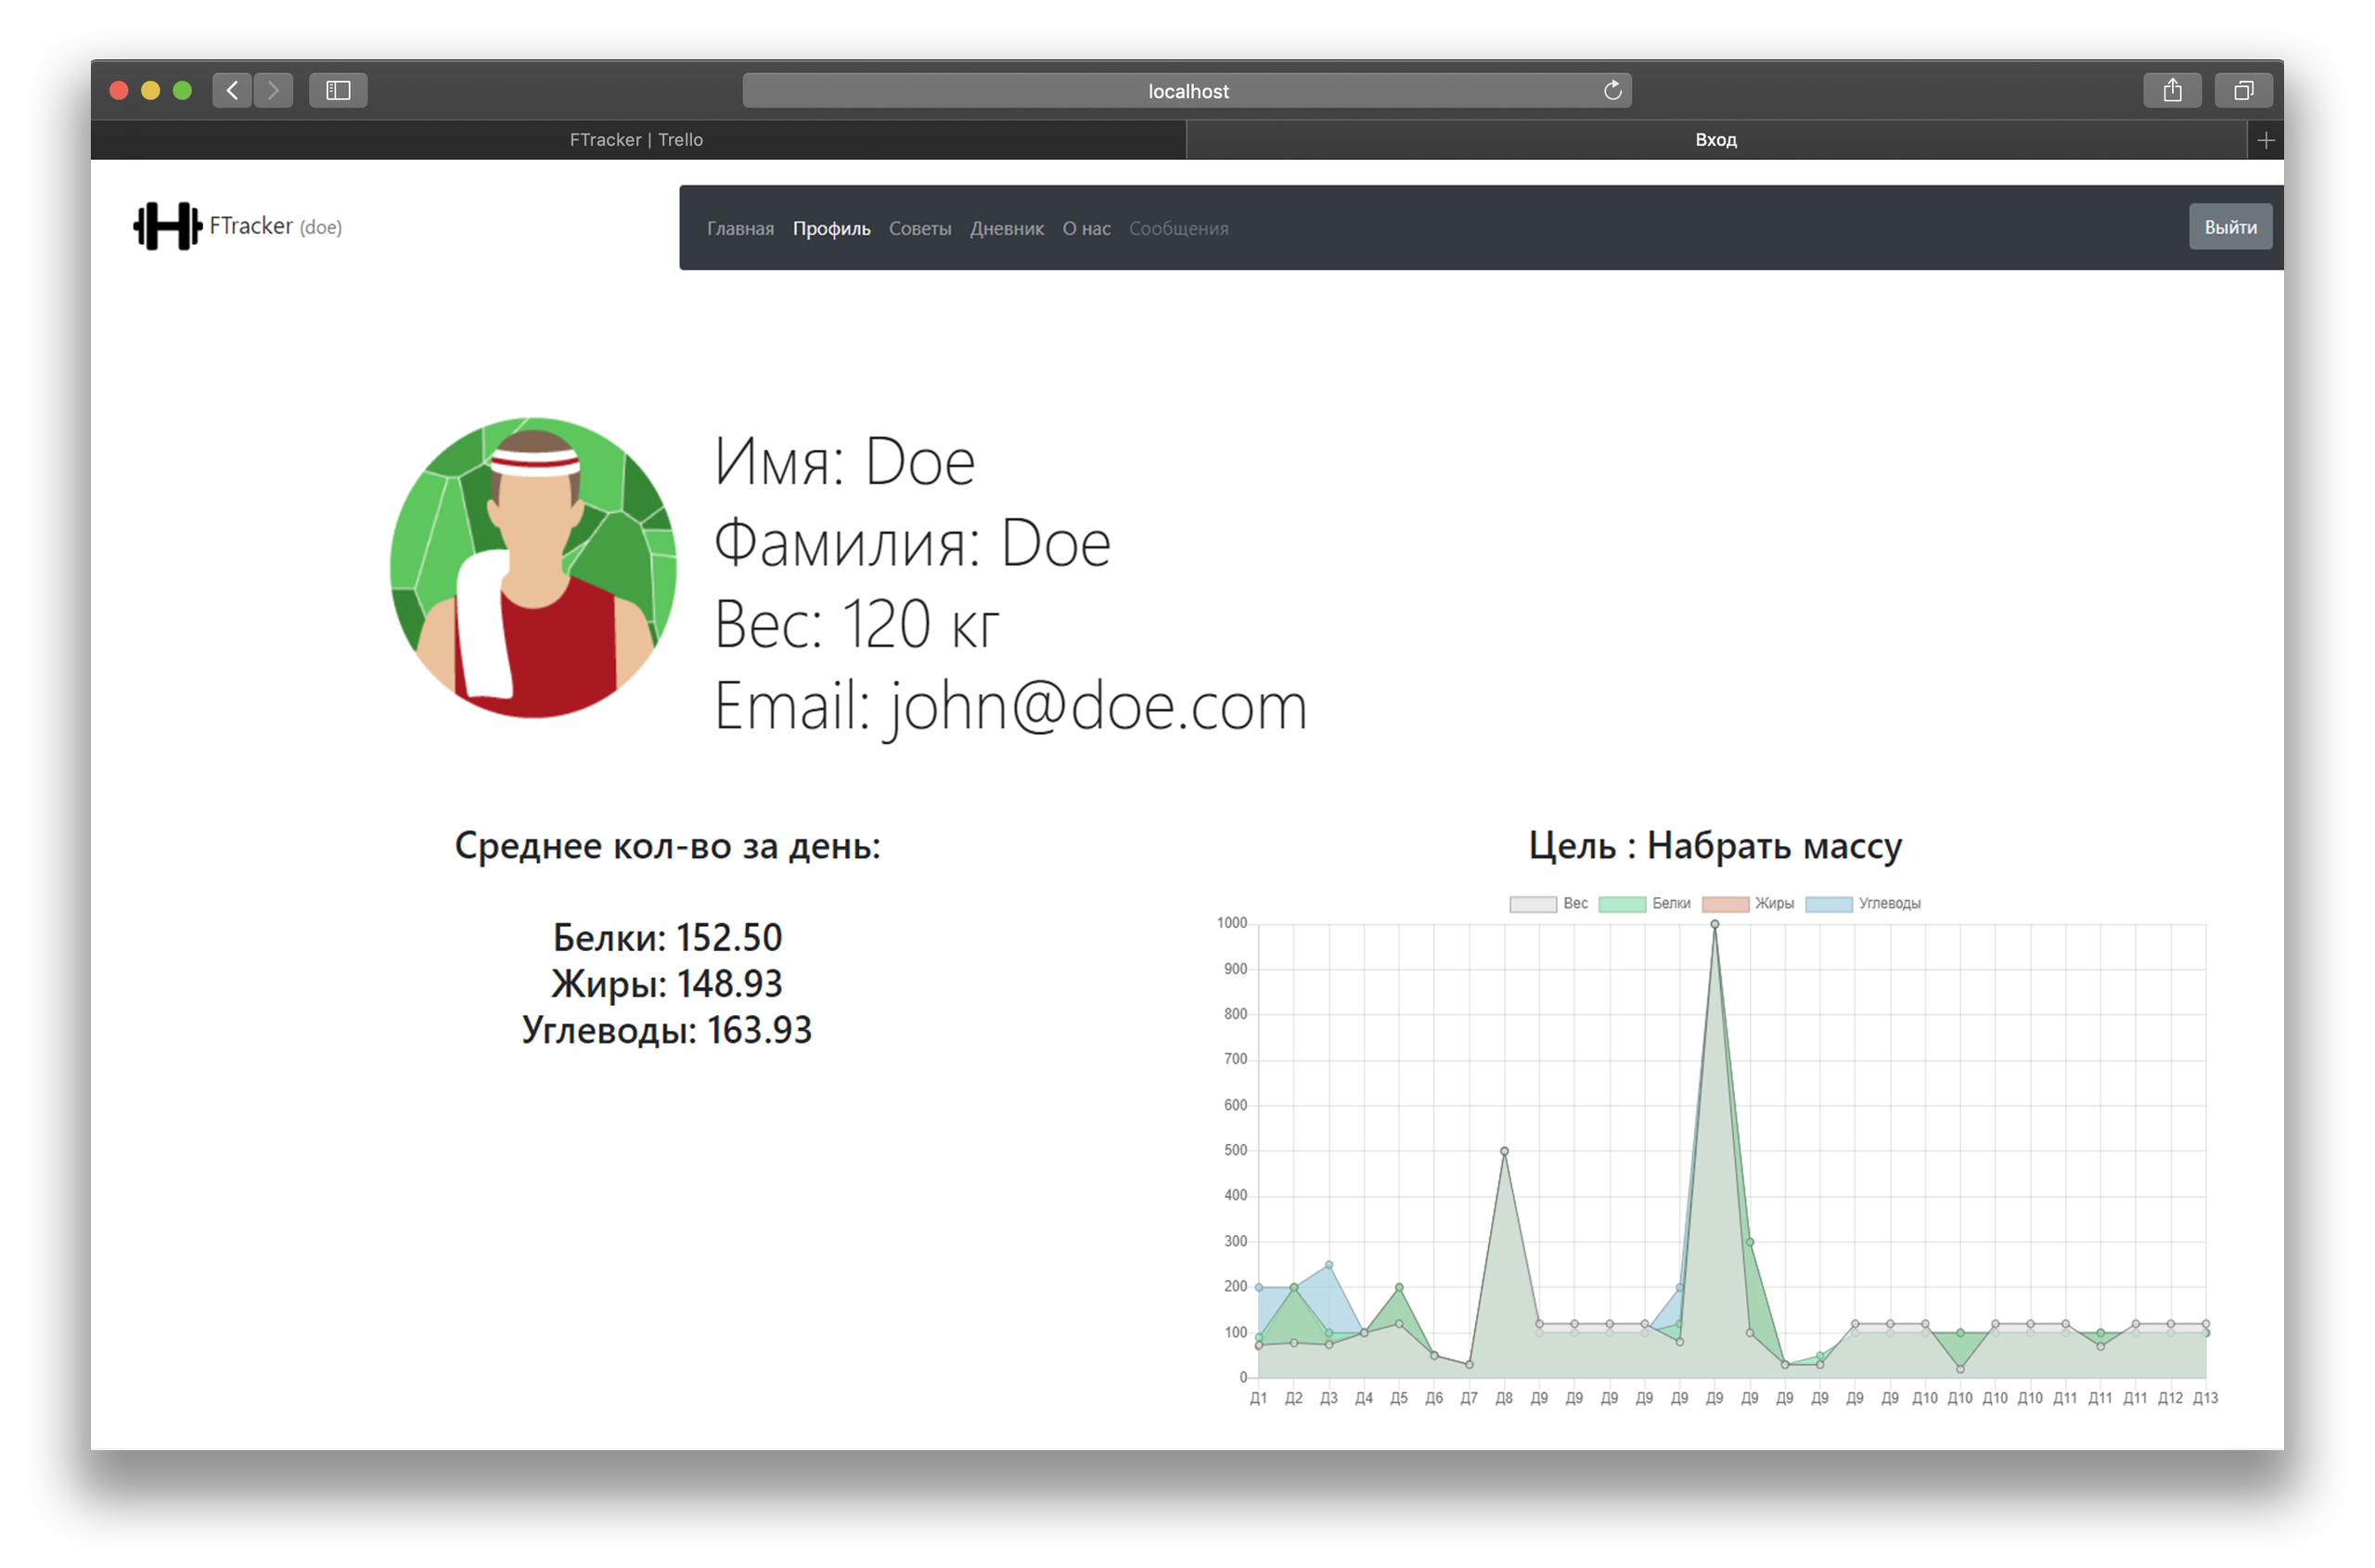 localhost
FTracker | Trello
Вход
FTracker (doe)
Главная Профиль Советы Дневник О нас Сообщения
Выйти
Имя: Doe
Фамилия: Doe
Вес: 120 кг
Email: john@doe.com
Среднее кол-во за день:
Белки: 152.50
Жиры: 148.93
Углеводы: 163.93
Цель : Набрать массу
Вес Белки Жиры Углеводы
1000
900
800
700
600
500
400
300
200
100
0
Д1 Д2 Д3 Д4 Д5 Д6 Д7 Д8 Д9 Д9 Д9 Д9 Д9 Д9 Д9 Д9 Д9 Д9 Д9 Д10 Д10 Д10 Д10 Д11 Д11 Д11 Д12 Д13